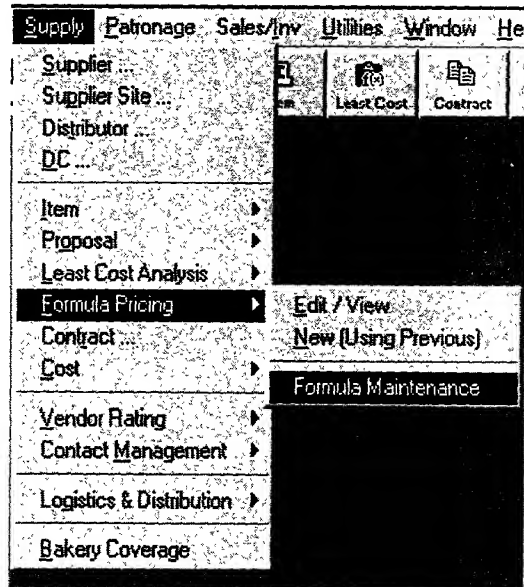 Supply Patronage Sales/Inv Utilities Window He
Supplier ...
Supplier Site ...
Distributor ...
DC ...
Least Cost
Contract
Item
Proposal
Least Cost Analysis
Formula Pricing
Edit / View
Contract ...
New (Using Previous)
Cost
Formula Maintenance
Vendor Rating
Contact Management
Logistics & Distribution
Bakery Coverage